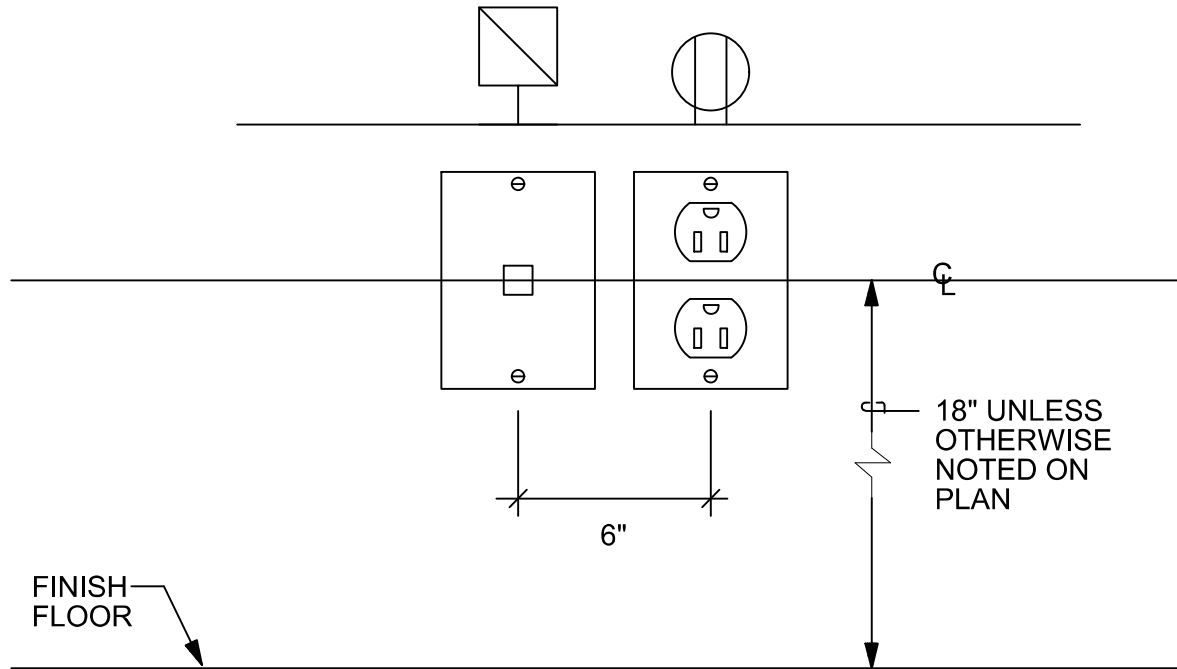 ℄
18" UNLESS
OTHERWISE
NOTED ON
PLAN
6"
FINISH
FLOOR